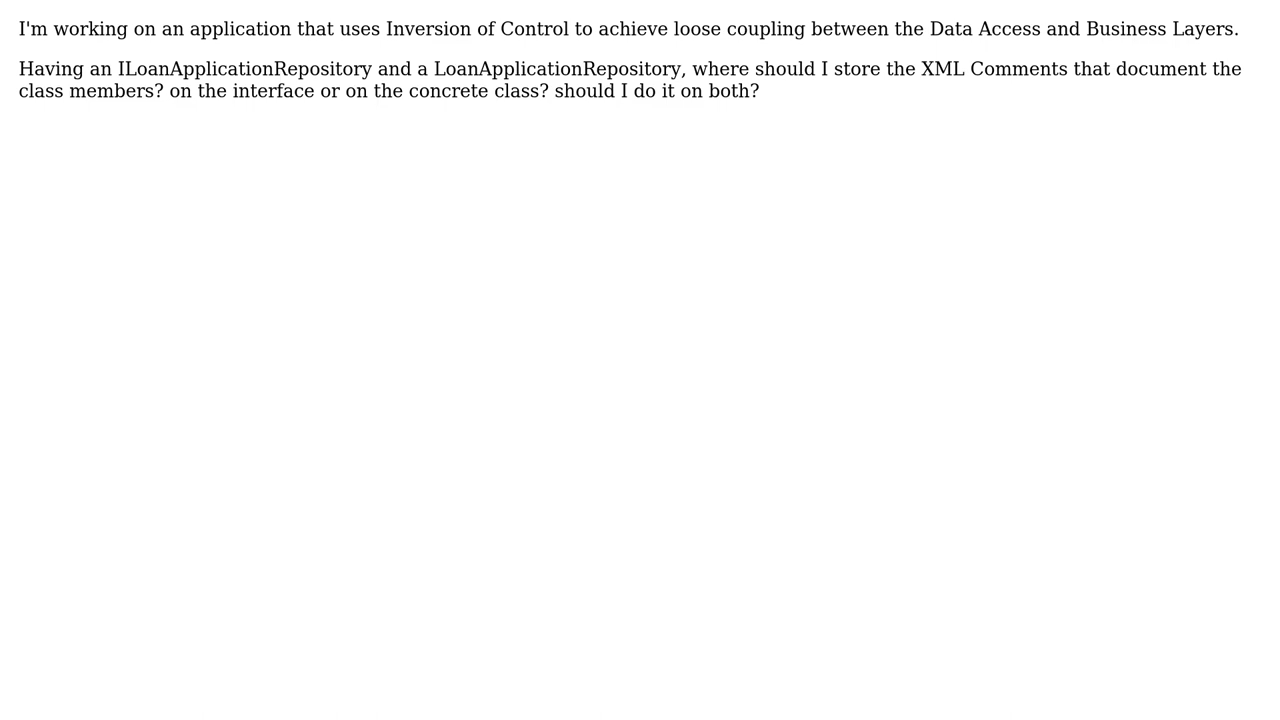 I'm working on an application that uses Inversion of Control to achieve loose coupling between the Data Access and Business Layers.
Having an ILoanApplicationRepository and a LoanApplicationRepository, where should I store the XML Comments that document the
class members? on the interface or on the concrete class? should I do it on both?